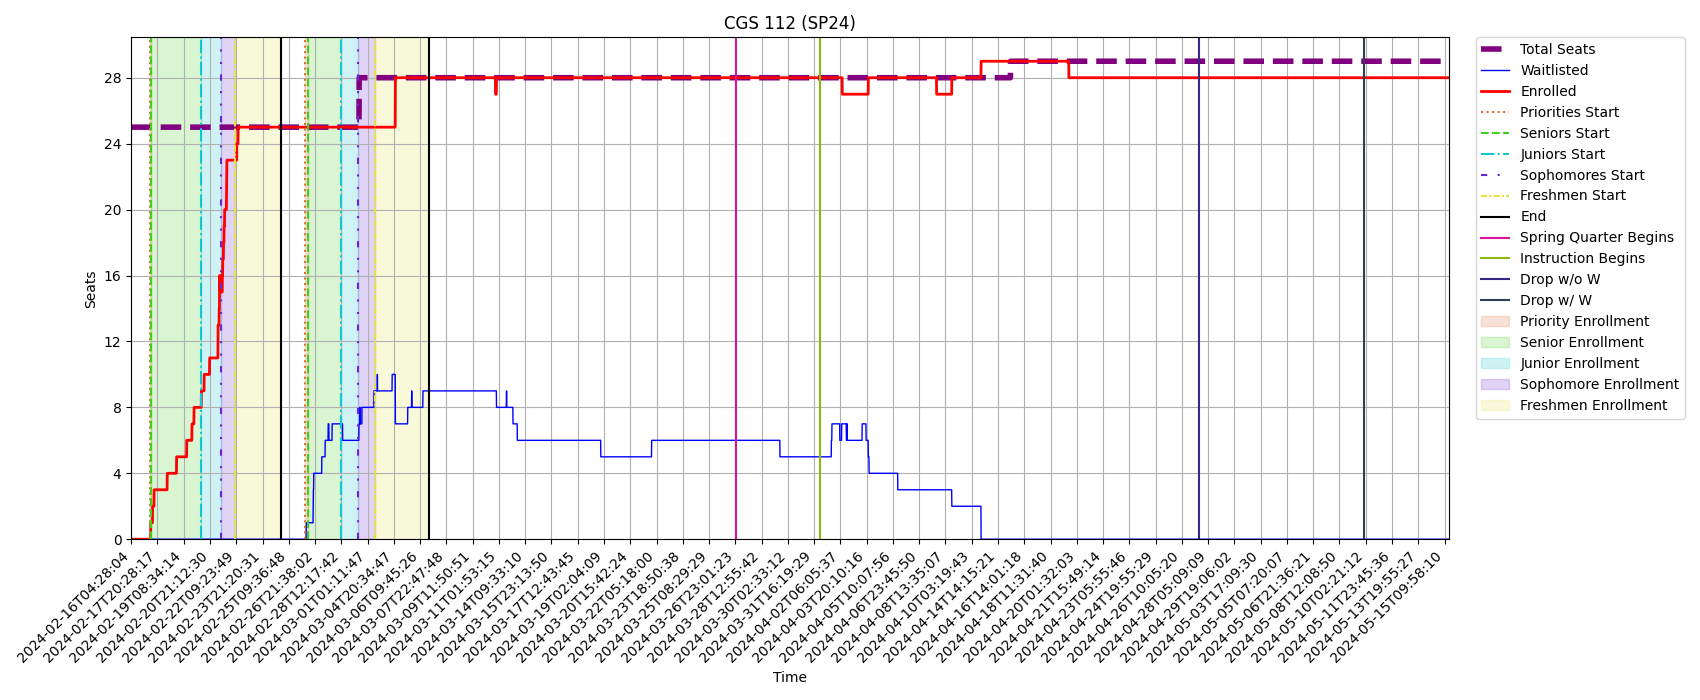 CGS 112 (SP24)
Seats
28
24
20
16
12
8
4
0
2024-02-16T04:28:04
2024-02-17T20:28:17
2024-02-19T08:34:14
2024-02-20T21:12:30
2024-02-22T09:23:49
2024-02-23T21:20:31
2024-02-25T09:36:48
2024-02-26T21:38:02
2024-02-28T12:17:42
2024-03-01T01:11:47
2024-03-04T20:34:47
2024-03-06T09:45:26
2024-03-07T22:47:48
2024-03-09T11:50:51
2024-03-11T01:53:15
2024-03-14T09:33:10
2024-03-15T23:13:50
2024-03-17T12:43:45
2024-03-19T02:04:09
2024-03-20T15:42:24
2024-03-22T05:18:00
2024-03-23T18:50:38
2024-03-25T08:29:29
2024-03-26T23:01:23
2024-03-28T12:55:42
2024-03-30T02:33:12
2024-03-31T16:19:29
2024-04-02T06:05:37
2024-04-03T20:10:16
2024-04-05T10:07:56
2024-04-06T23:45:50
2024-04-08T13:35:07
2024-04-10T03:19:43
2024-04-14T14:15:21
2024-04-16T14:01:18
2024-04-18T11:31:40
2024-04-20T01:32:03
2024-04-21T15:49:14
2024-04-23T05:55:46
2024-04-24T19:55:29
2024-04-26T10:05:20
2024-04-28T05:09:09
2024-04-29T19:06:02
2024-05-03T17:09:30
2024-05-05T07:20:07
2024-05-06T21:36:21
2024-05-08T12:08:50
2024-05-10T02:21:12
2024-05-11T23:45:36
2024-05-13T19:55:27
2024-05-15T09:58:10
Time
Total Seats
Waitlisted
Enrolled
Priorities Start
Seniors Start
Juniors Start
Sophomores Start
Freshmen Start
End
Spring Quarter Begins
Instruction Begins
Drop w/o W
Drop w/ W
Priority Enrollment
Senior Enrollment
Junior Enrollment
Sophomore Enrollment
Freshmen Enrollment